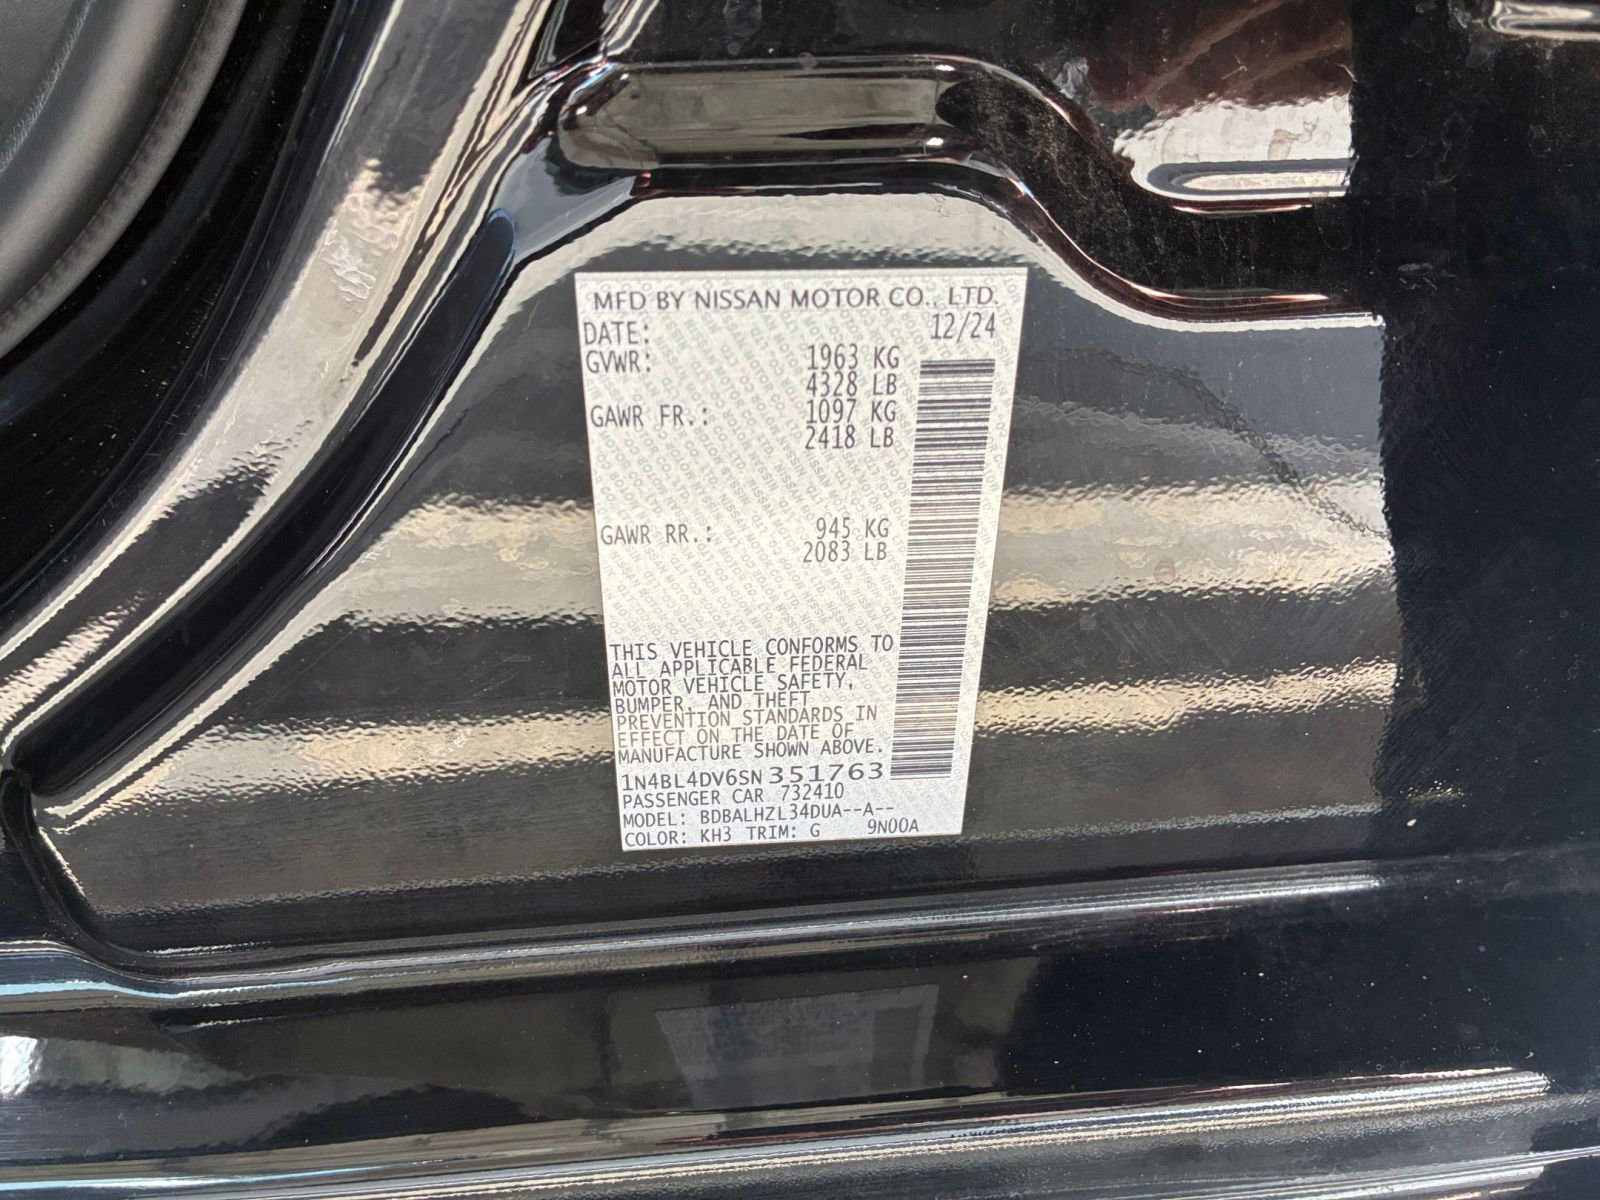 MFD BY NISSAN MOTOR CO., LTD.
DATE: 12/24
GVWR: 1963 KG
4328 LB
GAWR FR.: 1097 KG
2418 LB
GAWR RR.: 945 KG
2083 LB
THIS VEHICLE CONFORMS TO
ALL APPLICABLE FEDERAL
MOTOR VEHICLE SAFETY,
BUMPER, AND THEFT
PREVENTION STANDARDS IN
EFFECT ON THE DATE OF
MANUFACTURE SHOWN ABOVE.
1N4BL4DV6SN351763
PASSENGER CAR 732410
MODEL: BDBALHZL34DUA--A--
COLOR: KH3 TRIM: G 9N00A